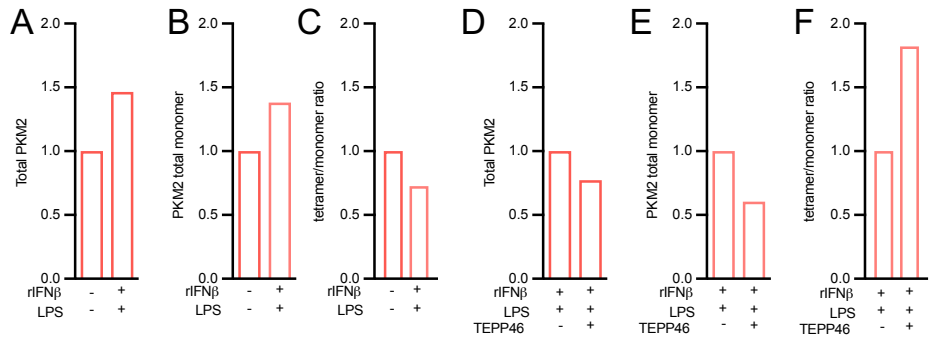 A
Total PKM2
2.0
1.5
1.0
0.5
0.0
rIFNβ - +
LPS - +
B
PKM2 total monomer
2.0
1.5
1.0
0.5
0.0
rIFNβ - +
LPS - +
C
tetramer/monomer ratio
2.0
1.5
1.0
0.5
0.0
rIFNβ - +
LPS - +
D
Total PKM2
2.0
1.5
1.0
0.5
0.0
rIFNβ + +
LPS + +
TEPP46 - +
E
PKM2 total monomer
2.0
1.5
1.0
0.5
0.0
rIFNβ + +
LPS + +
TEPP46 - +
F
tetramer/monomer ratio
2.0
1.5
1.0
0.5
0.0
rIFNβ + +
LPS + +
TEPP46 - +